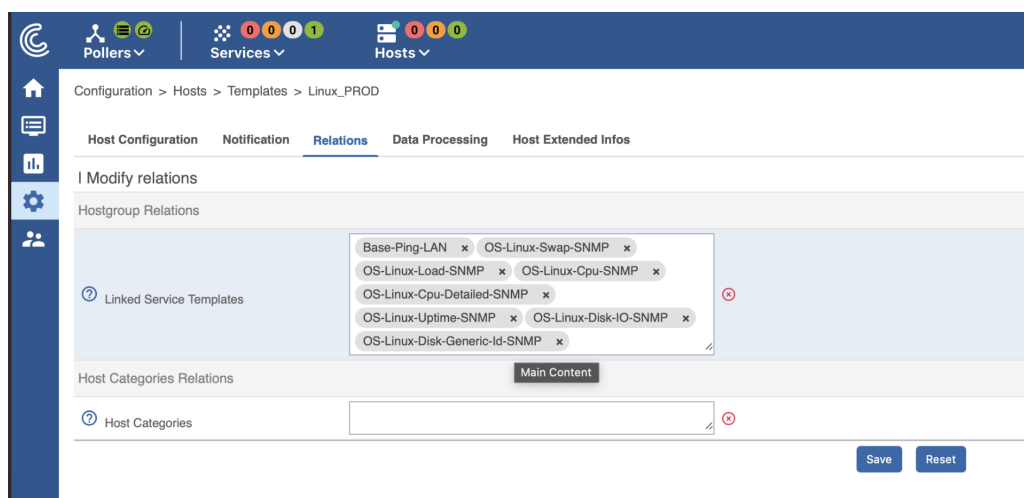 0 0 0 1 0 0 0
Pollers Services Hosts
Configuration > Hosts > Templates > Linux_PROD
Host Configuration Notification Relations Data Processing Host Extended Infos
| Modify relations
Hostgroup Relations
Base-Ping-LAN × OS-Linux-Swap-SNMP ×
OS-Linux-Load-SNMP × OS-Linux-Cpu-SNMP ×
? Linked Service Templates
OS-Linux-Cpu-Detailed-SNMP ×
OS-Linux-Uptime-SNMP × OS-Linux-Disk-IO-SNMP ×
OS-Linux-Disk-Generic-Id-SNMP ×
Main Content
Host Categories Relations
? Host Categories
Save Reset